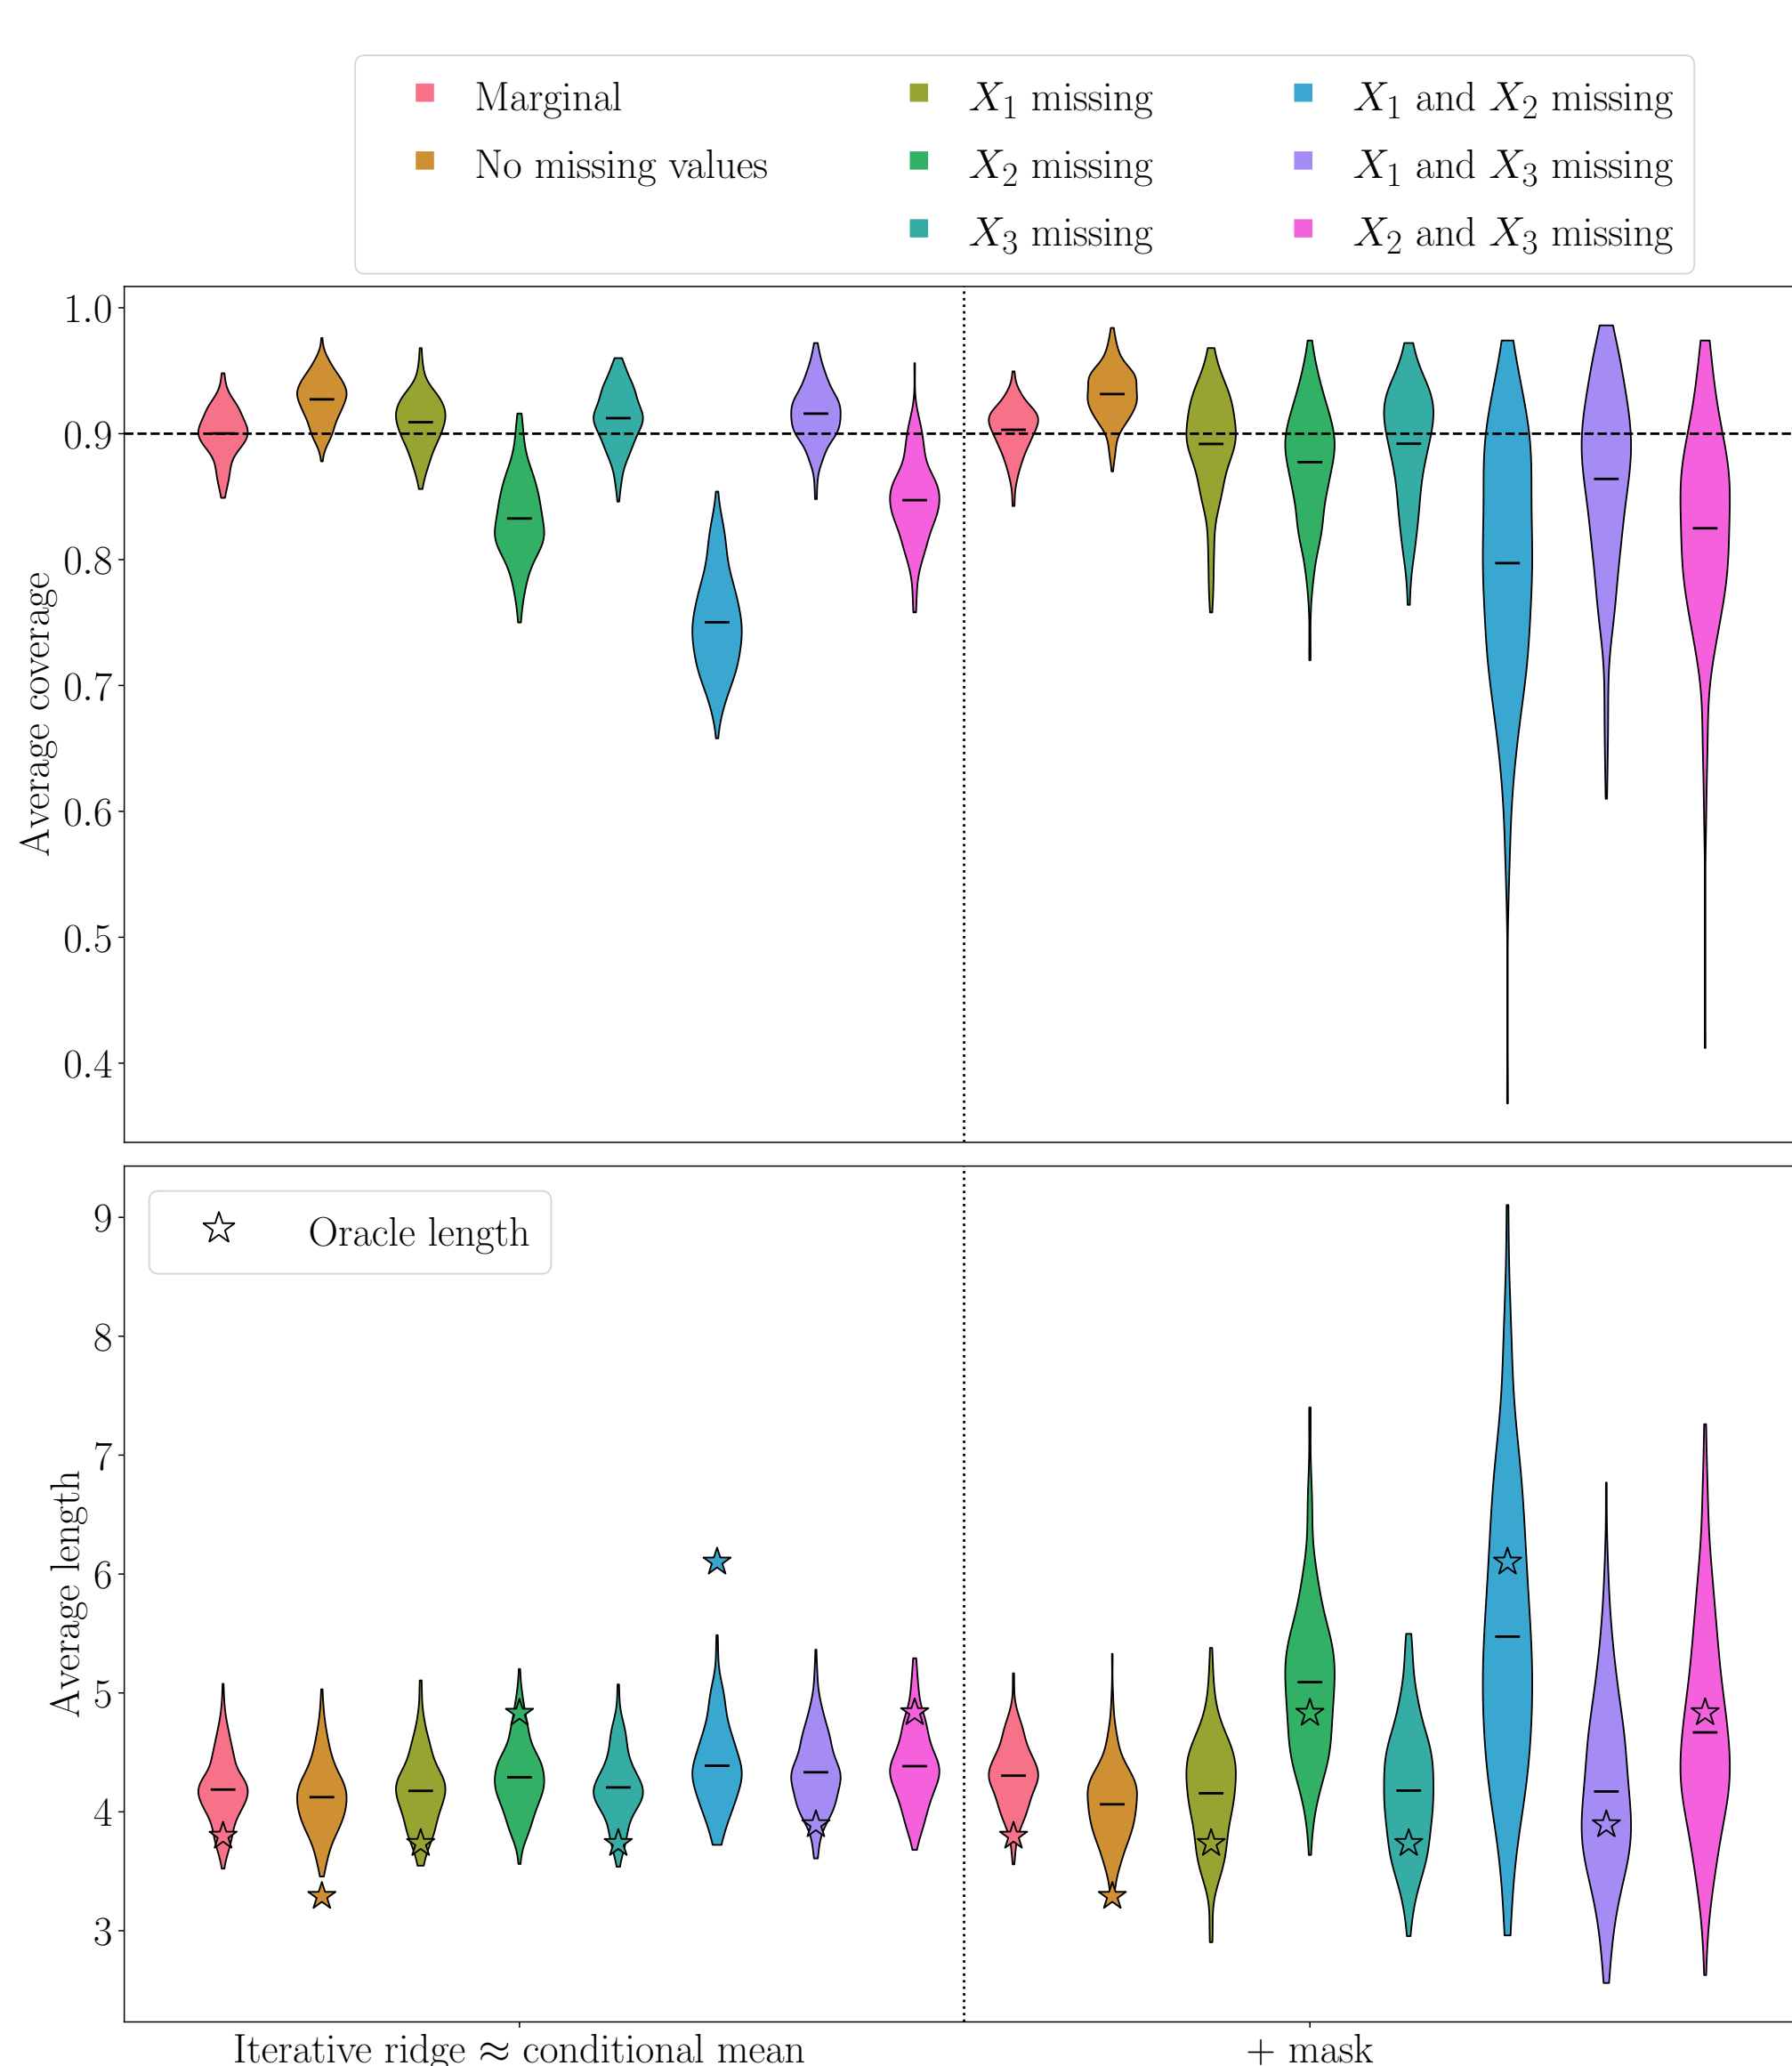 Marginal
No missing values
X1 missing
X2 missing
X3 missing
X1 and X2 missing
X1 and X3 missing
X2 and X3 missing
Average coverage
1.0
0.9
0.8
0.7
0.6
0.5
0.4
Oracle length
Average length
9
8
7
6
5
4
3
Iterative ridge ≈ conditional mean
+ mask